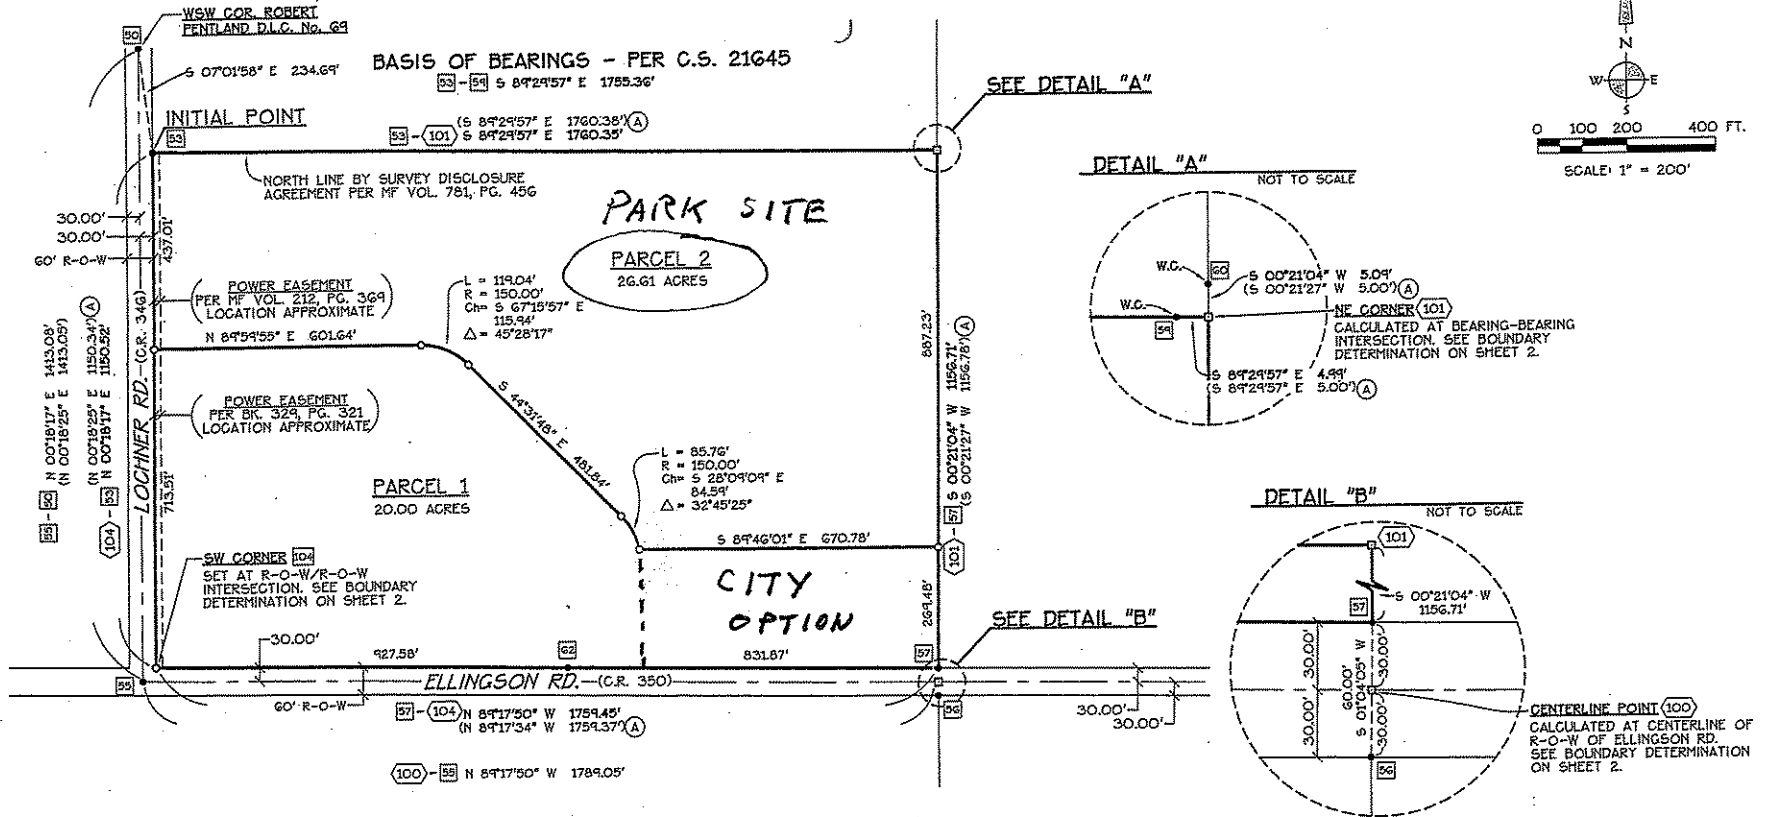 WSW COR. ROBERT
PENTLAND D.L.C. No. 69
50
S 07°01'58" E 234.69'
BASIS OF BEARINGS - PER C.S. 21645
53 - 59 S 89°29'57" E 1755.36'
INITIAL POINT
53
(S 89°29'57" E 1760.38') A
53 - 101 S 89°29'57" E 1760.35'
SEE DETAIL "A"
NORTH LINE BY SURVEY DISCLOSURE
AGREEMENT PER MF VOL. 781, PG. 456
PARK SITE
PARCEL 2
26.61 ACRES
30.00'
30.00'
60' R-O-W
437.01'
POWER EASEMENT
PER MF VOL. 212, PG. 369
LOCATION APPROXIMATE
L = 119.04'
R = 150.00'
Ch= S 67°15'57" E
115.94'
△ = 45°28'17"
N 89°59'55" E 601.64'
887.23'
POWER EASEMENT
PER BK. 329, PG. 321
LOCATION APPROXIMATE
S 44°31'48" E 481.84'
L = 85.76'
R = 150.00'
Ch= S 28°09'09" E
84.59'
△ = 32°45'25"
55 - 50 N 00°18'17" E 1413.08'
(N 00°18'25" E 1413.05')
(N 00°18'25" E 1150.34') A
104 - 53 N 00°18'17" E 1150.52'
LOCHNER RD. (C.R. 346)
713.51'
PARCEL 1
20.00 ACRES
S 89°46'01" E 670.78'
101 - 57 S 00°21'04" W 1156.71'
(S 00°21'27" W 1156.78') A
SW CORNER 104
SET AT R-O-W/R-O-W
INTERSECTION. SEE BOUNDARY
DETERMINATION ON SHEET 2.
CITY
OPTION
269.48'
SEE DETAIL "B"
30.00'
927.58'
62
831.87'
57
55
ELLINGSON RD. (C.R. 350)
60' R-O-W
56
30.00'
30.00'
57 - 104 N 89°17'50" W 1759.45'
(N 89°17'34" W 1759.37') A
100 - 55 N 89°17'50" W 1789.05'
N
W E
S
0 100 200 400 FT.
SCALE: 1" = 200'
DETAIL "A"
NOT TO SCALE
W.C.
60
S 00°21'04" W 5.09'
(S 00°21'27" W 5.00') A
W.C.
59
NE CORNER 101
CALCULATED AT BEARING-BEARING
INTERSECTION. SEE BOUNDARY
DETERMINATION ON SHEET 2.
S 89°29'57" E 4.99'
(S 89°29'57" E 5.00') A
DETAIL "B"
NOT TO SCALE
101
S 00°21'04" W
1156.71'
57
30.00'
30.00'
60.00'
S 01°04'05" W
30.00'
30.00'
CENTERLINE POINT 100
CALCULATED AT CENTERLINE OF
R-O-W OF ELLINGSON RD.
SEE BOUNDARY DETERMINATION
ON SHEET 2.
56